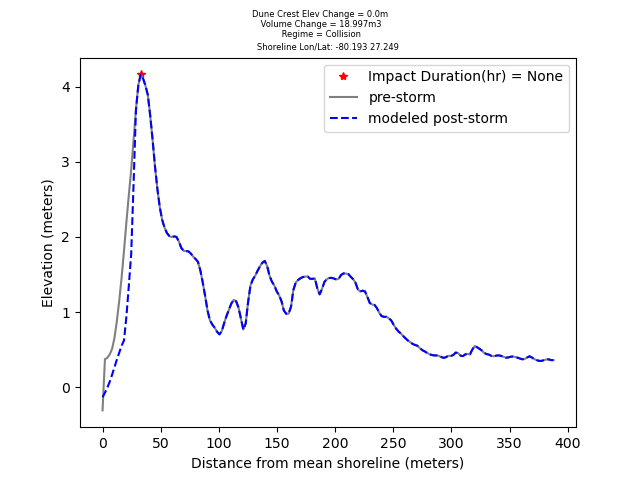 Dune Crest Elev Change = 0.0m
Volume Change = 18.997m3
Regime = Collision
Shoreline Lon/Lat: -80.193 27.249
Impact Duration(hr) = None
pre-storm
modeled post-storm
Elevation (meters)
4
3
2
1
0
0 50 100 150 200 250 300 350 400
Distance from mean shoreline (meters)